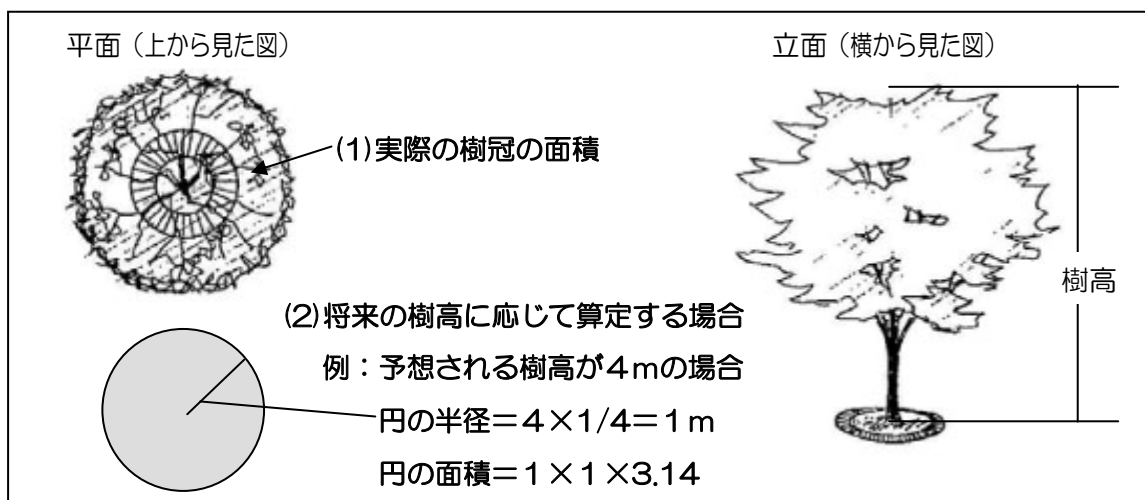 平面（上から見た図）
立面（横から見た図）
(1)実際の樹冠の面積
樹高
(2)将来の樹高に応じて算定する場合
例：予想される樹高が４ｍの場合
円の半径＝４×1/4＝１ｍ
円の面積＝１×１×3.14